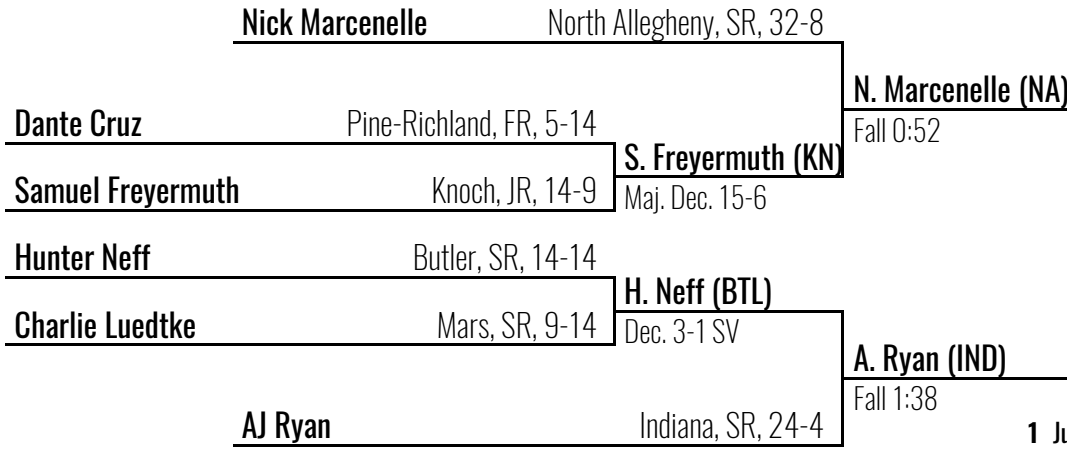 Nick Marcenelle North Allegheny, SR, 32-8
N. Marcenelle (NA)
Fall 0:52
Dante Cruz Pine-Richland, FR, 5-14
S. Freyermuth (KN)
Maj. Dec. 15-6
Samuel Freyermuth Knoch, JR, 14-9
Hunter Neff Butler, SR, 14-14
H. Neff (BTL)
Dec. 3-1 SV
Charlie Luedtke Mars, SR, 9-14
A. Ryan (IND)
Fall 1:38
AJ Ryan Indiana, SR, 24-4
1